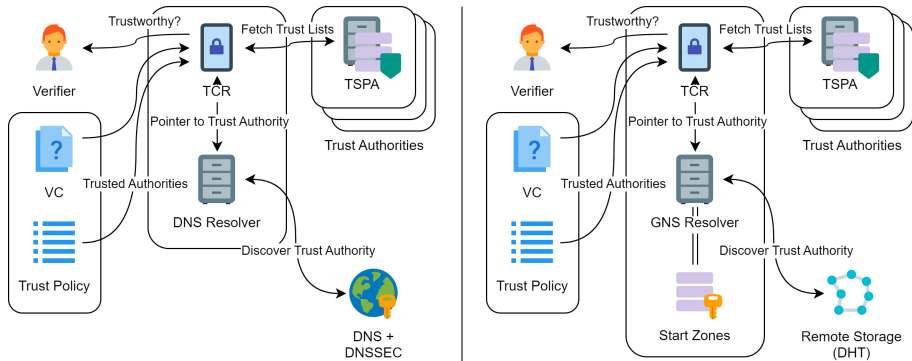 Trustworthy?
Fetch Trust Lists
Verifier
TCR
TSPA
Pointer to Trust Authority
Trust Authorities
?
VC
Trusted Authorities
DNS Resolver
Discover Trust Authority
Trust Policy
DNS +
DNSSEC
Trustworthy?
Fetch Trust Lists
Verifier
TCR
TSPA
Pointer to Trust Authority
Trust Authorities
?
VC
Trusted Authorities
GNS Resolver
Discover Trust Authority
Trust Policy
Start Zones
Remote Storage
(DHT)